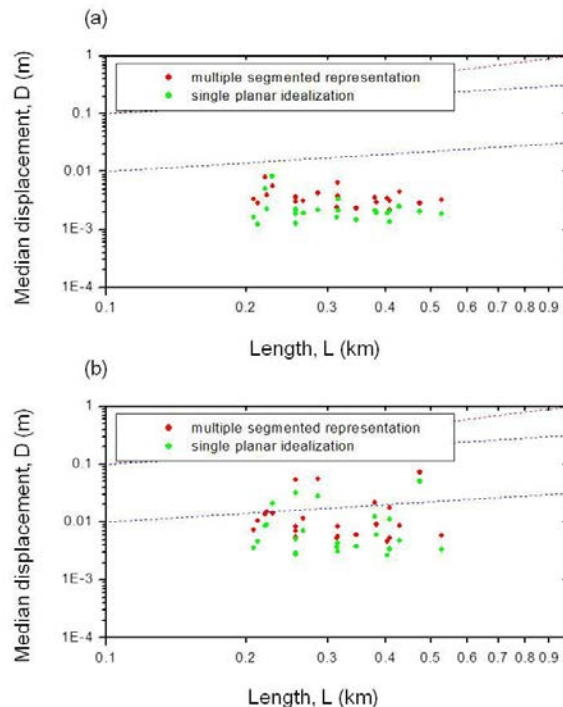 (a)
Median displacement, D (m)
1
0.1
0.01
1E-3
1E-4
multiple segmented representation
single planar idealization
0.1 0.2 0.3 0.4 0.5 0.6 0.7 0.8 0.9
Length, L (km)
(b)
Median displacement, D (m)
1
0.1
0.01
1E-3
1E-4
multiple segmented representation
single planar idealization
0.1 0.2 0.3 0.4 0.5 0.6 0.7 0.8 0.9
Length, L (km)